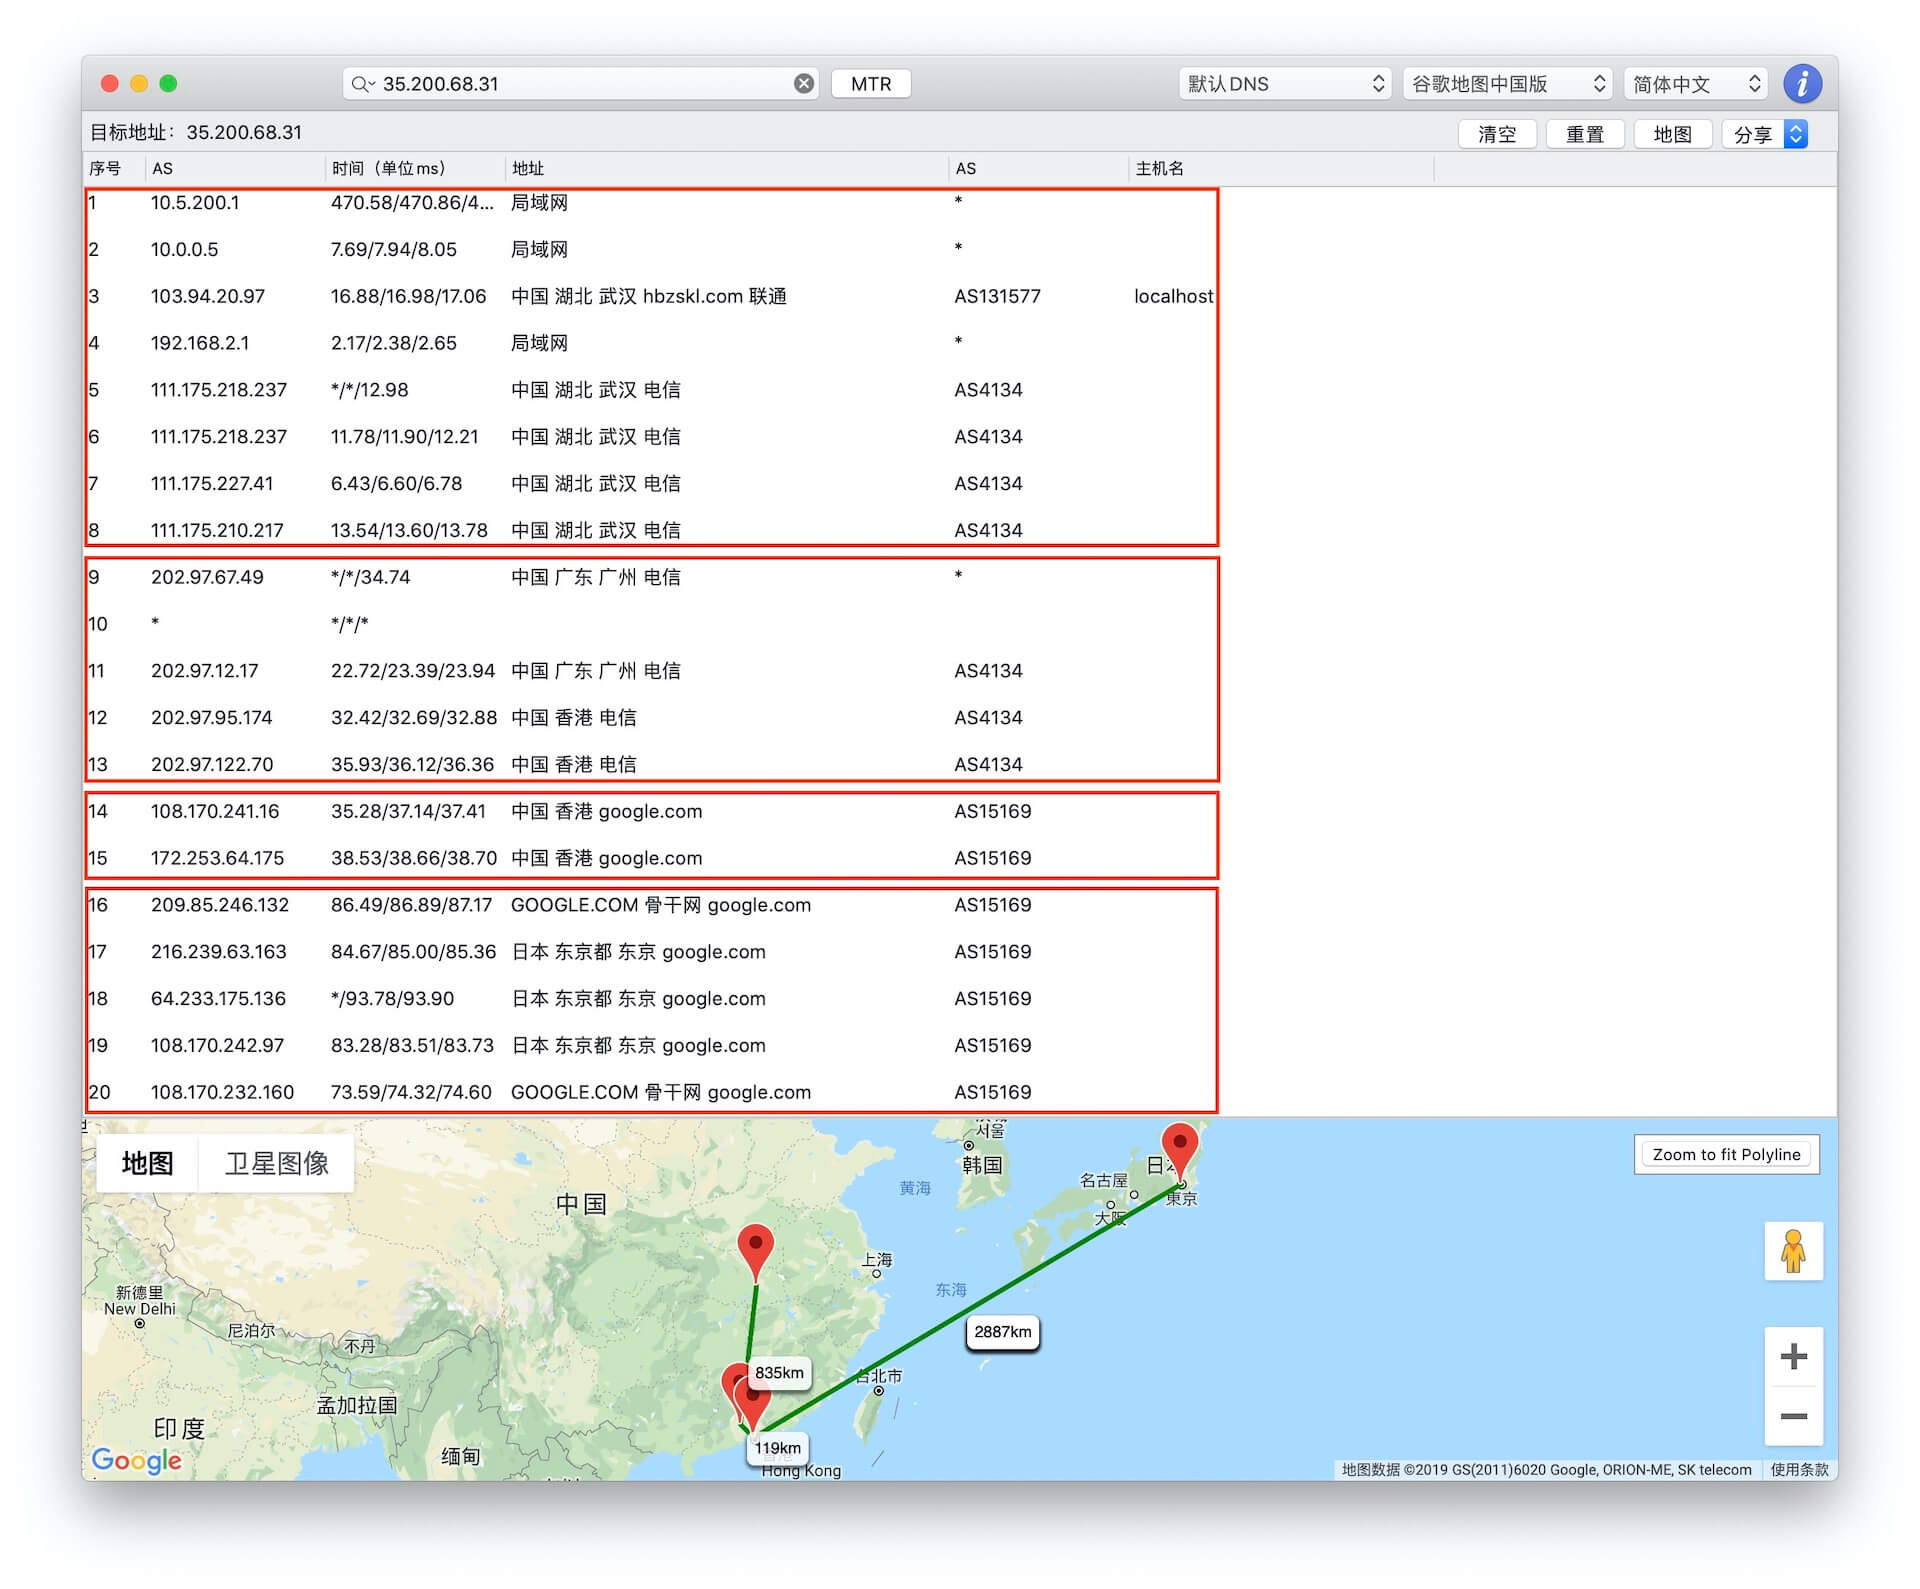 35.200.68.31 MTR 默认DNS 谷歌地图中国版 简体中文
目标地址：35.200.68.31 清空 重置 地图 分享
序号 AS 时间（单位ms） 地址 AS 主机名
1 10.5.200.1 470.58/470.86/4... 局域网 *
2 10.0.0.5 7.69/7.94/8.05 局域网 *
3 103.94.20.97 16.88/16.98/17.06 中国 湖北 武汉 hbzskl.com 联通 AS131577 localhost
4 192.168.2.1 2.17/2.38/2.65 局域网 *
5 111.175.218.237 */*/12.98 中国 湖北 武汉 电信 AS4134
6 111.175.218.237 11.78/11.90/12.21 中国 湖北 武汉 电信 AS4134
7 111.175.227.41 6.43/6.60/6.78 中国 湖北 武汉 电信 AS4134
8 111.175.210.217 13.54/13.60/13.78 中国 湖北 武汉 电信 AS4134
9 202.97.67.49 */*/34.74 中国 广东 广州 电信 *
10 * */*/*
11 202.97.12.17 22.72/23.39/23.94 中国 广东 广州 电信 AS4134
12 202.97.95.174 32.42/32.69/32.88 中国 香港 电信 AS4134
13 202.97.122.70 35.93/36.12/36.36 中国 香港 电信 AS4134
14 108.170.241.16 35.28/37.14/37.41 中国 香港 google.com AS15169
15 172.253.64.175 38.53/38.66/38.70 中国 香港 google.com AS15169
16 209.85.246.132 86.49/86.89/87.17 GOOGLE.COM 骨干网 google.com AS15169
17 216.239.63.163 84.67/85.00/85.36 日本 东京都 东京 google.com AS15169
18 64.233.175.136 */93.78/93.90 日本 东京都 东京 google.com AS15169
19 108.170.242.97 83.28/83.51/83.73 日本 东京都 东京 google.com AS15169
20 108.170.232.160 73.59/74.32/74.60 GOOGLE.COM 骨干网 google.com AS15169
地图 卫星图像
Zoom to fit Polyline
서울
韩国
日本
名古屋
東京
大阪
黄海
中国
上海
东海
新德里
New Delhi
尼泊尔
不丹
2887km
835km
台北市
孟加拉国
印度
缅甸
119km
Hong Kong
Google
地图数据 ©2019 GS(2011)6020 Google, ORION-ME, SK telecom 使用条款